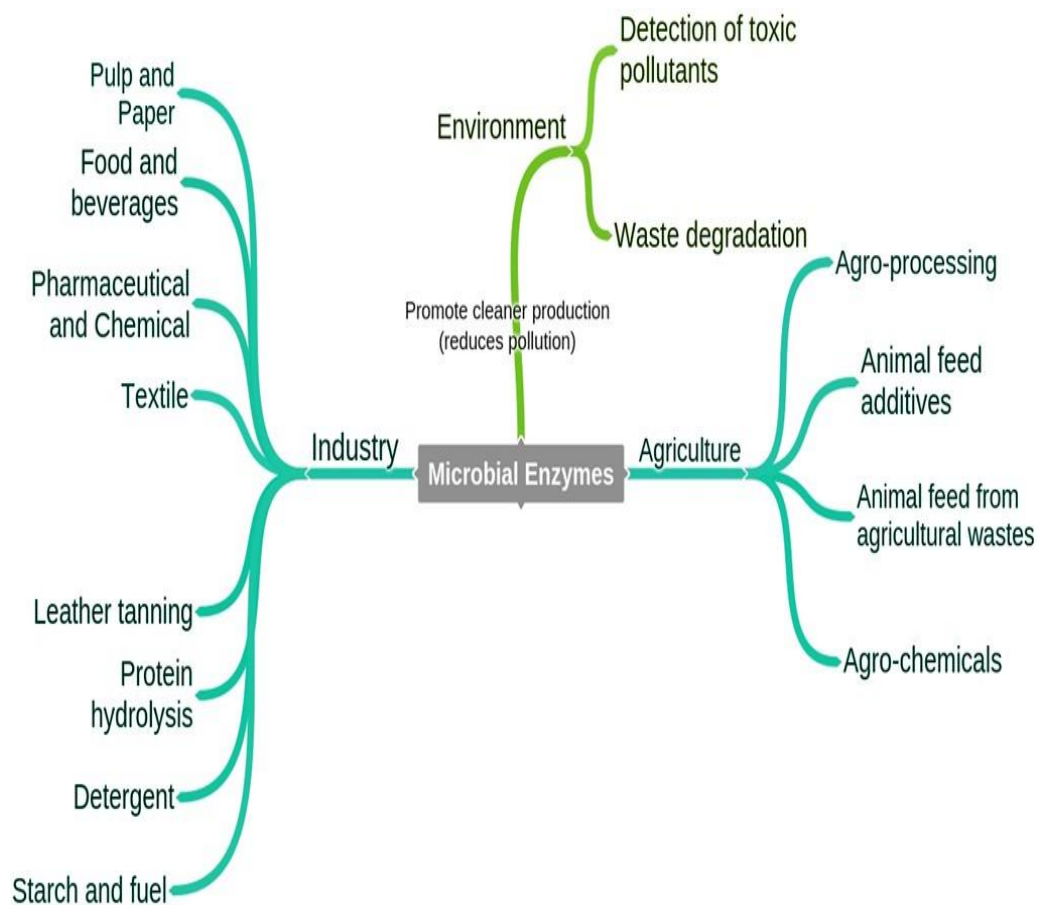 Pulp and
Paper
Food and
beverages
Pharmaceutical
and Chemical
Textile
Industry
Leather tanning
Protein
hydrolysis
Detergent
Starch and fuel
Detection of toxic
pollutants
Environment
Waste degradation
Promote cleaner production
(reduces pollution)
Microbial Enzymes
Agriculture
Agro-processing
Animal feed
additives
Animal feed from
agricultural wastes
Agro-chemicals